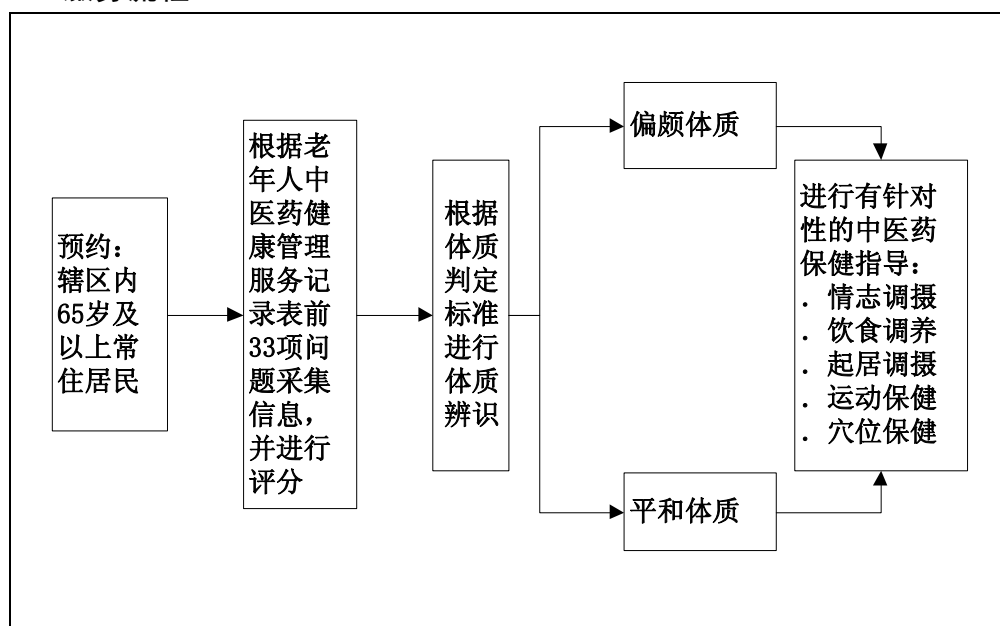 预约：
辖区内
65岁及
以上常
住居民
根据老
年人中
医药健
康管理
服务记
录表前
33项问
题采集
信息，
并进行
评分
根据
体质
判定
标准
进行
体质
辨识
偏颇体质
平和体质
进行有针对
性的中医药
保健指导：
. 情志调摄
. 饮食调养
. 起居调摄
. 运动保健
. 穴位保健